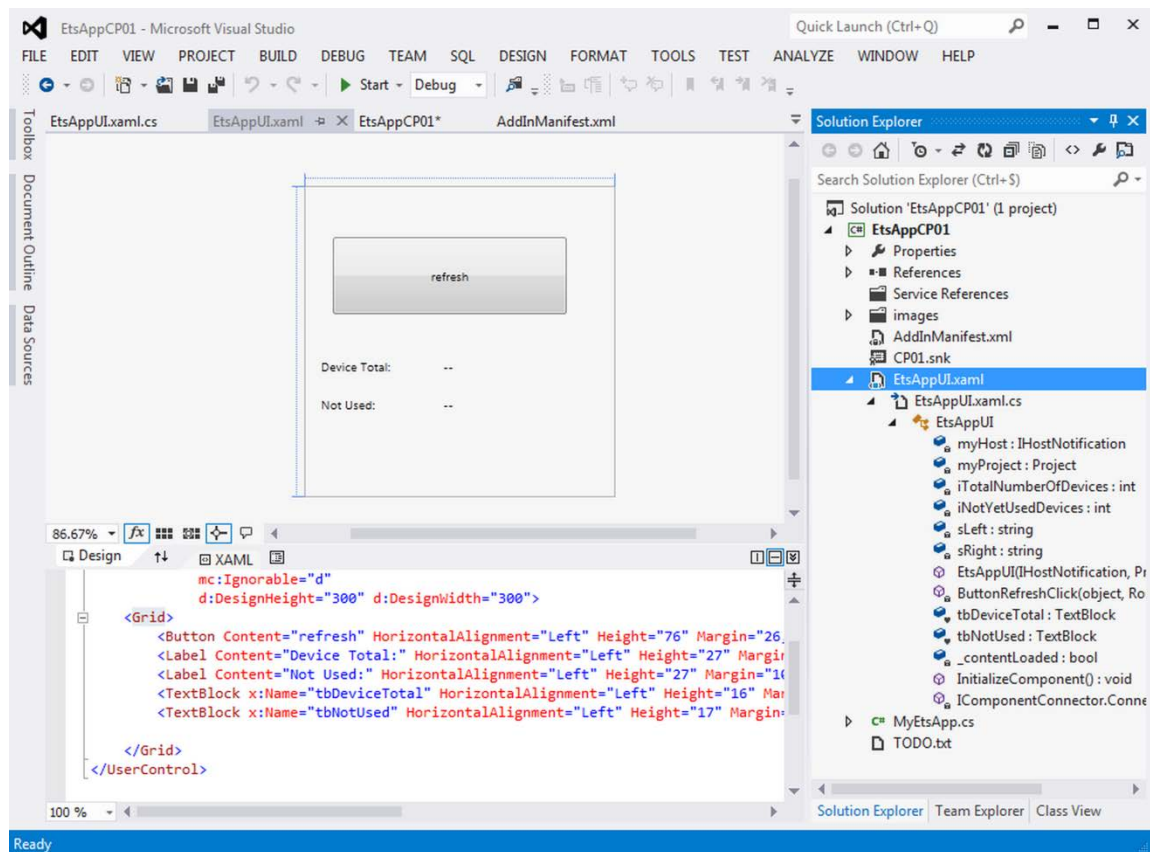 EtsAppCP01 - Microsoft Visual Studio
Quick Launch (Ctrl+Q)
FILE EDIT VIEW PROJECT BUILD DEBUG TEAM SQL DESIGN FORMAT TOOLS TEST ANALYZE WINDOW HELP
Start Debug
Toolbox
Document Outline
Data Sources
EtsAppUI.xaml.cs EtsAppUI.xaml EtsAppCP01* AddInManifest.xml
refresh
Device Total: --
Not Used: --
86.67% fx
Design XAML
mc:Ignorable="d"
d:DesignHeight="300" d:DesignWidth="300">
<Grid>
<Button Content="refresh" HorizontalAlignment="Left" Height="76" Margin="26,
<Label Content="Device Total:" HorizontalAlignment="Left" Height="27" Margin
<Label Content="Not Used:" HorizontalAlignment="Left" Height="27" Margin="10
<TextBlock x:Name="tbDeviceTotal" HorizontalAlignment="Left" Height="16" Mar
<TextBlock x:Name="tbNotUsed" HorizontalAlignment="Left" Height="17" Margin=
</Grid>
</UserControl>
100 %
Solution Explorer
Search Solution Explorer (Ctrl+$)
Solution 'EtsAppCP01' (1 project)
C# EtsAppCP01
Properties
References
Service References
images
AddInManifest.xml
CP01.snk
EtsAppUI.xaml
EtsAppUI.xaml.cs
EtsAppUI
myHost : IHostNotification
myProject : Project
iTotalNumberOfDevices : int
iNotYetUsedDevices : int
sLeft : string
sRight : string
EtsAppUI(IHostNotification, Pr
ButtonRefreshClick(object, Ro
tbDeviceTotal : TextBlock
tbNotUsed : TextBlock
_contentLoaded : bool
InitializeComponent() : void
IComponentConnector.Conne
C# MyEtsApp.cs
TODO.txt
Solution Explorer Team Explorer Class View
Ready